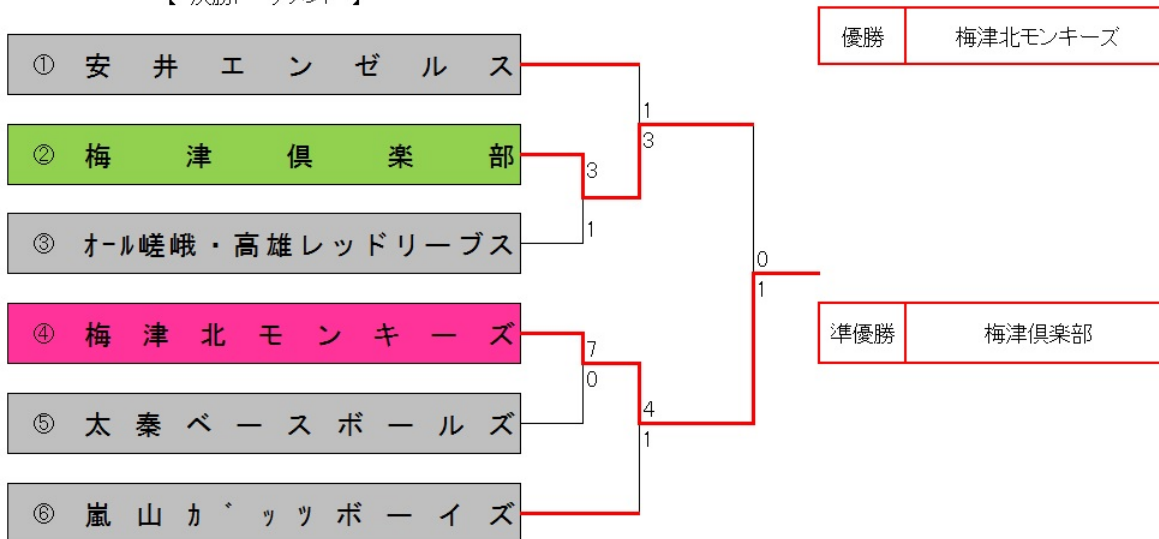 優勝 梅津北モンキーズ
① 安井エンゼルス
1
② 梅津倶楽部
3
3
③ オール嵯峨・高雄レッドリーブス
1
0
1
④ 梅津北モンキーズ
準優勝 梅津倶楽部
7
0
⑤ 太秦ベースボールズ
4
1
⑥ 嵐山ガッツボーイズ